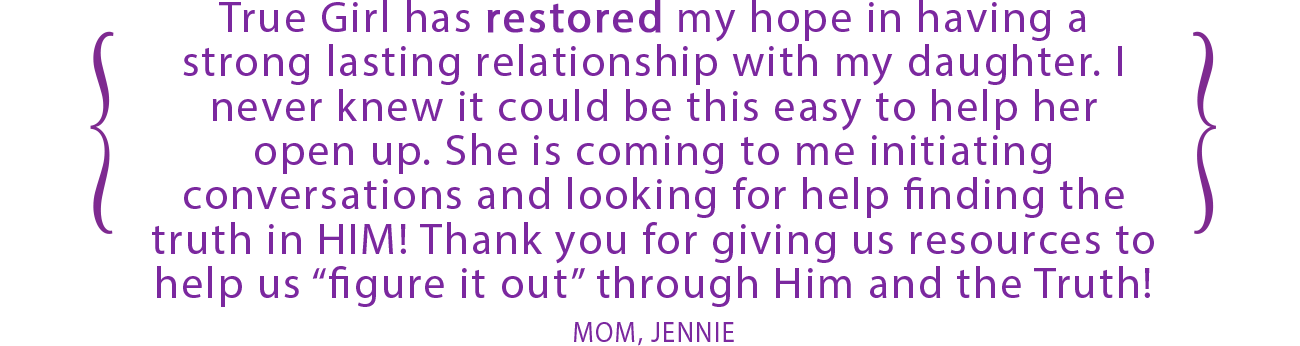 True Girl has restored my hope in having a
strong lasting relationship with my daughter. I
never knew it could be this easy to help her
open up. She is coming to me initiating
conversations and looking for help finding the
truth in HIM! Thank you for giving us resources to
help us “figure it out” through Him and the Truth!
MOM, JENNIE